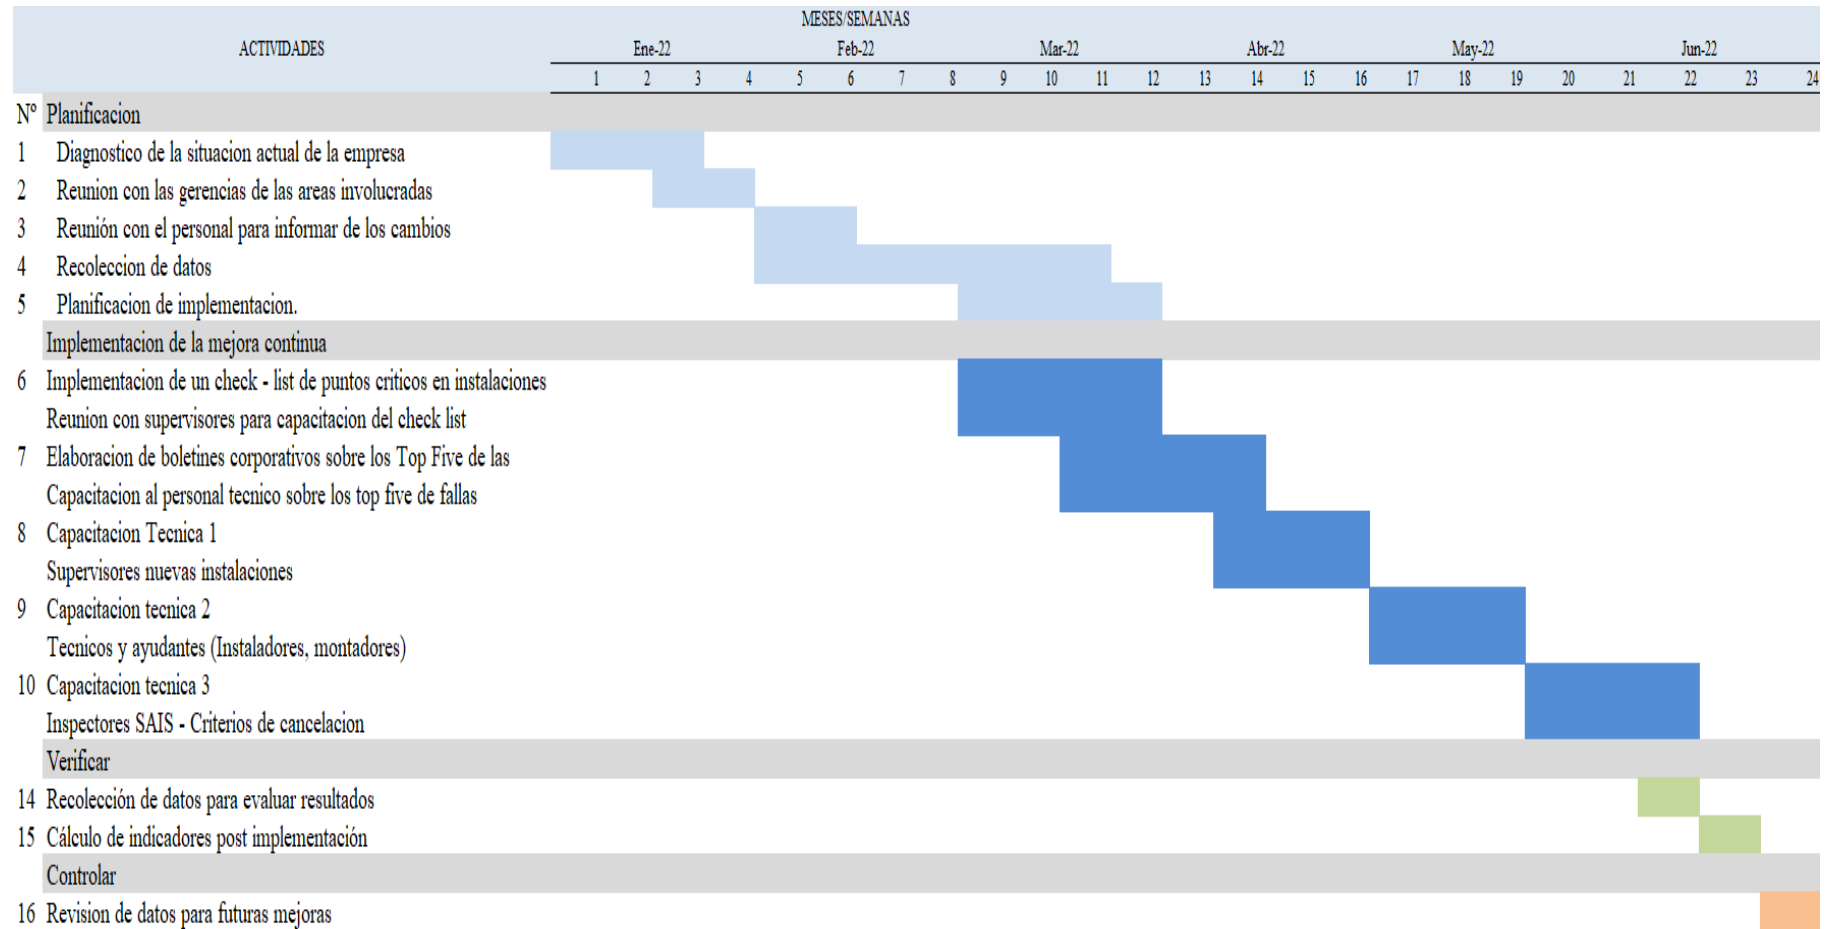 MESES/SEMANAS
ACTIVIDADES Ene-22 Feb-22 Mar-22 Abr-22 May-22 Jun-22
1 2 3 4 5 6 7 8 9 10 11 12 13 14 15 16 17 18 19 20 21 22 23 24
Nº Planificacion
1 Diagnostico de la situacion actual de la empresa
2 Reunion con las gerencias de las areas involucradas
3 Reunión con el personal para informar de los cambios
4 Recoleccion de datos
5 Planificacion de implementacion.
Implementacion de la mejora continua
6 Implementacion de un check - list de puntos criticos en instalaciones
Reunion con supervisores para capacitacion del check list
7 Elaboracion de boletines corporativos sobre los Top Five de las
Capacitacion al personal tecnico sobre los top five de fallas
8 Capacitacion Tecnica 1
Supervisores nuevas instalaciones
9 Capacitacion tecnica 2
Tecnicos y ayudantes (Instaladores, montadores)
10 Capacitacion tecnica 3
Inspectores SAIS - Criterios de cancelacion
Verificar
14 Recolección de datos para evaluar resultados
15 Cálculo de indicadores post implementación
Controlar
16 Revision de datos para futuras mejoras